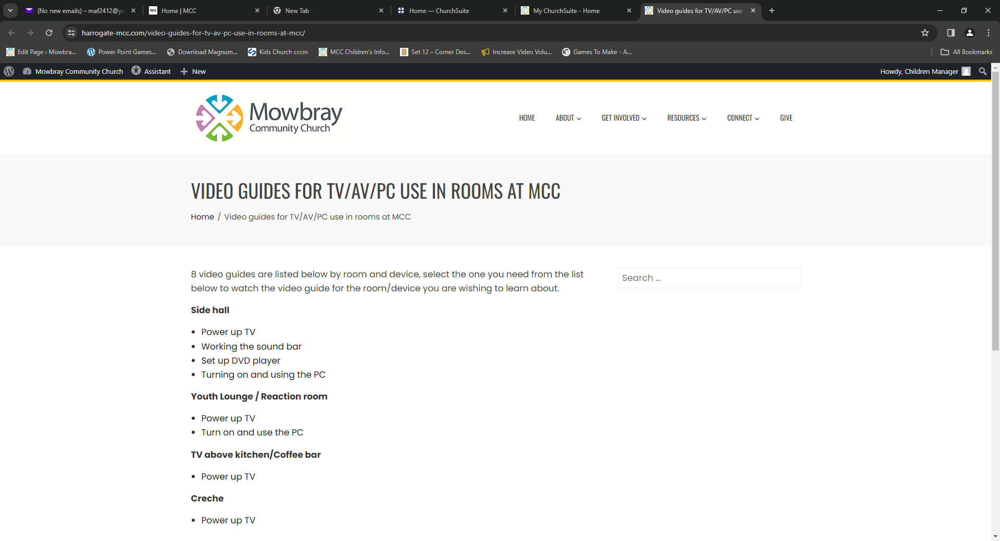 (No new emails) – maf2412@ya
Home | MCC
New Tab
Home — ChurchSuite
My ChurchSuite - Home
Video guides for TV/AV/PC use
harrogate-mcc.com/video-guides-for-tv-av-pc-use-in-rooms-at-mcc/
Edit Page ‹ Mowbra...
Power Point Games...
Download Magnum...
Kids Church cccm
MCC Children's Info...
Set 12 – Corner Des...
Increase Video Volu...
Games To Make - A...
All Bookmarks
Mowbray Community Church
Assistant
New
Howdy, Children Manager
Mowbray
Community Church
HOME
ABOUT
GET INVOLVED
RESOURCES
CONNECT
GIVE
VIDEO GUIDES FOR TV/AV/PC USE IN ROOMS AT MCC
Home / Video guides for TV/AV/PC use in rooms at MCC
8 video guides are listed below by room and device, select the one you need from the list
below to watch the video guide for the room/device you are wishing to learn about.
Search ...
Side hall
• Power up TV
• Working the sound bar
• Set up DVD player
• Turning on and using the PC
Youth Lounge / Reaction room
• Power up TV
• Turn on and use the PC
TV above kitchen/Coffee bar
• Power up TV
Creche
• Power up TV